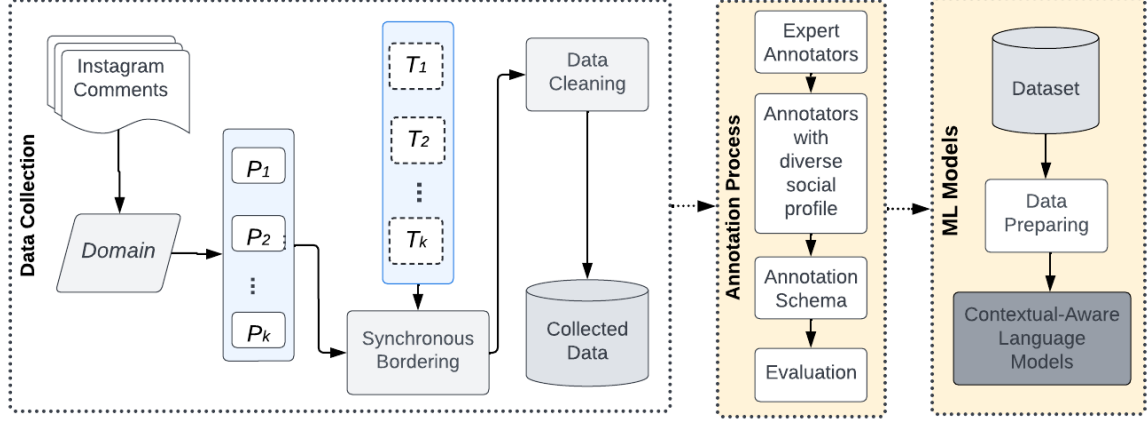 Data Collection
Instagram
Comments
Domain
P1
P2
⋮
Pk
T1
T2
⋮
Tk
Synchronous
Bordering
Data
Cleaning
Collected
Data
Annotation Process
Expert
Annotators
Annotators
with
diverse
social
profile
Annotation
Schema
Evaluation
ML Models
Dataset
Data
Preparing
Contextual-Aware
Language
Models